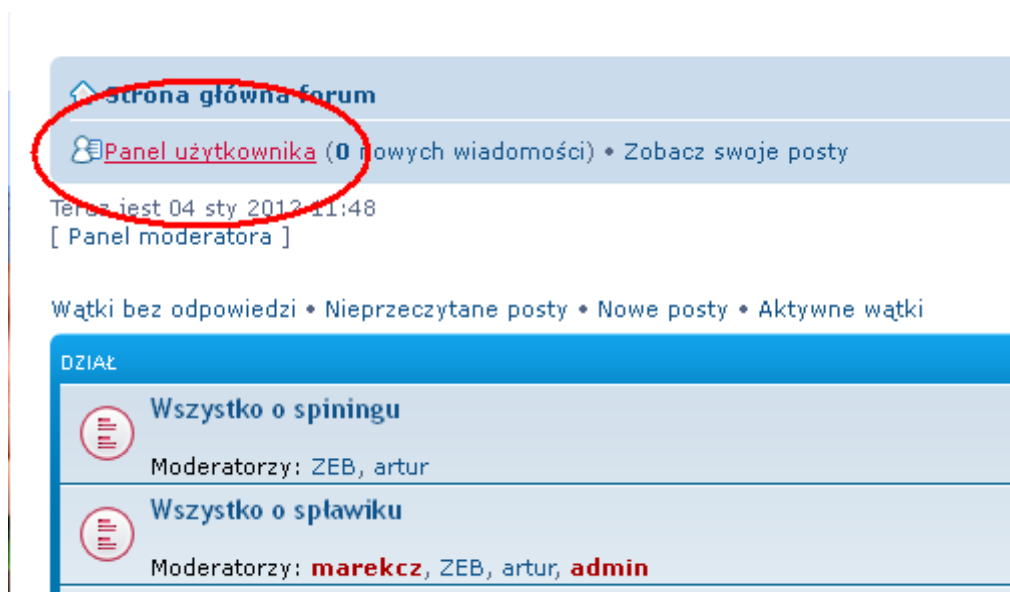 Strona główna forum
Panel użytkownika (0 nowych wiadomości) • Zobacz swoje posty
Teraz jest 04 sty 2012 11:48
[ Panel moderatora ]
Wątki bez odpowiedzi • Nieprzeczytane posty • Nowe posty • Aktywne wątki
DZIAŁ
Wszystko o spiningu
Moderatorzy: ZEB, artur
Wszystko o spławiku
Moderatorzy: marekcz, ZEB, artur, admin